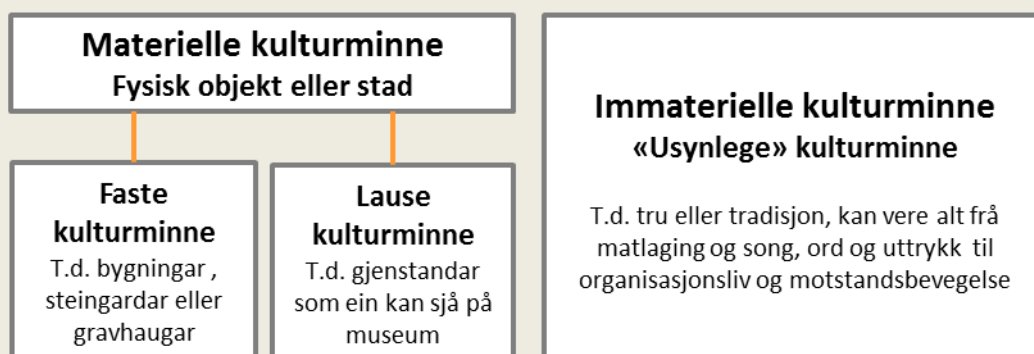 Materielle kulturminne
Fysisk objekt eller stad
Faste
kulturminne
T.d. bygningar ,
steingardar eller
gravhaugar
Lause
kulturminne
T.d. gjenstandar
som ein kan sjå på
museum
Immaterielle kulturminne
«Usynlege» kulturminne
T.d. tru eller tradisjon, kan vere alt frå
matlaging og song, ord og uttrykk til
organisasjonsliv og motstandsbevegelse